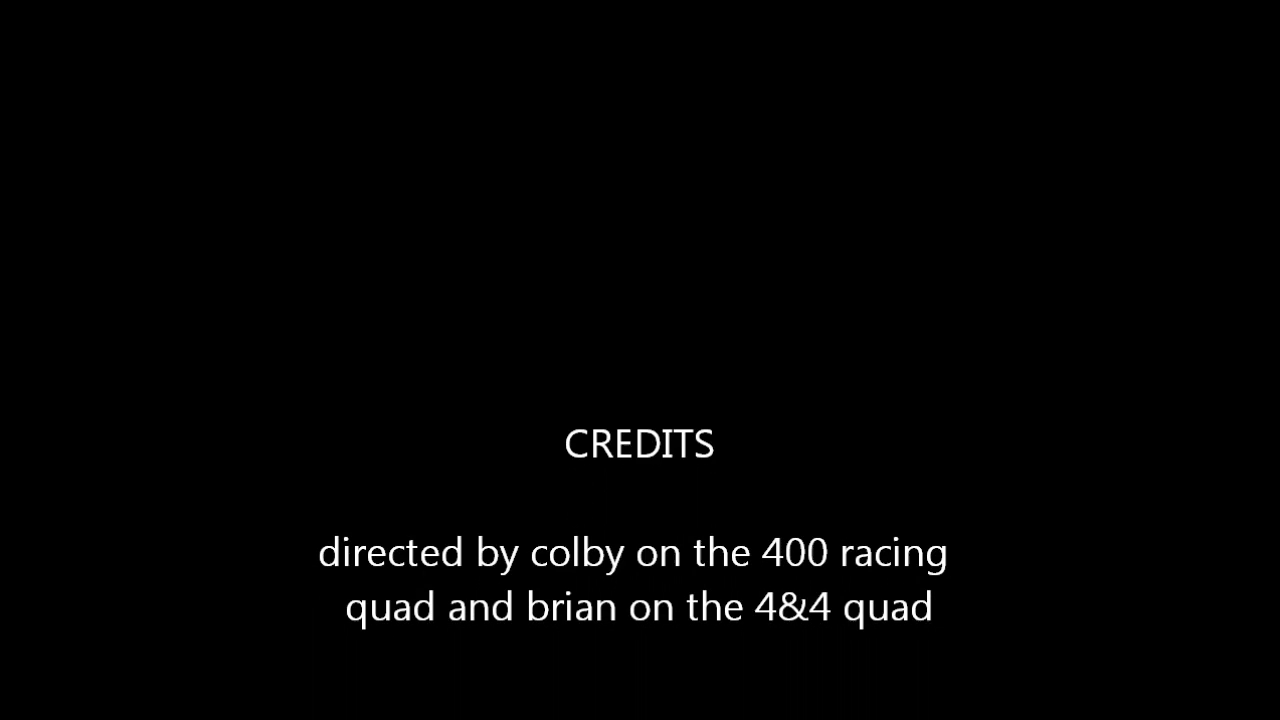 CREDITS
directed by colby on the 400 racing
quad and brian on the 4&4 quad